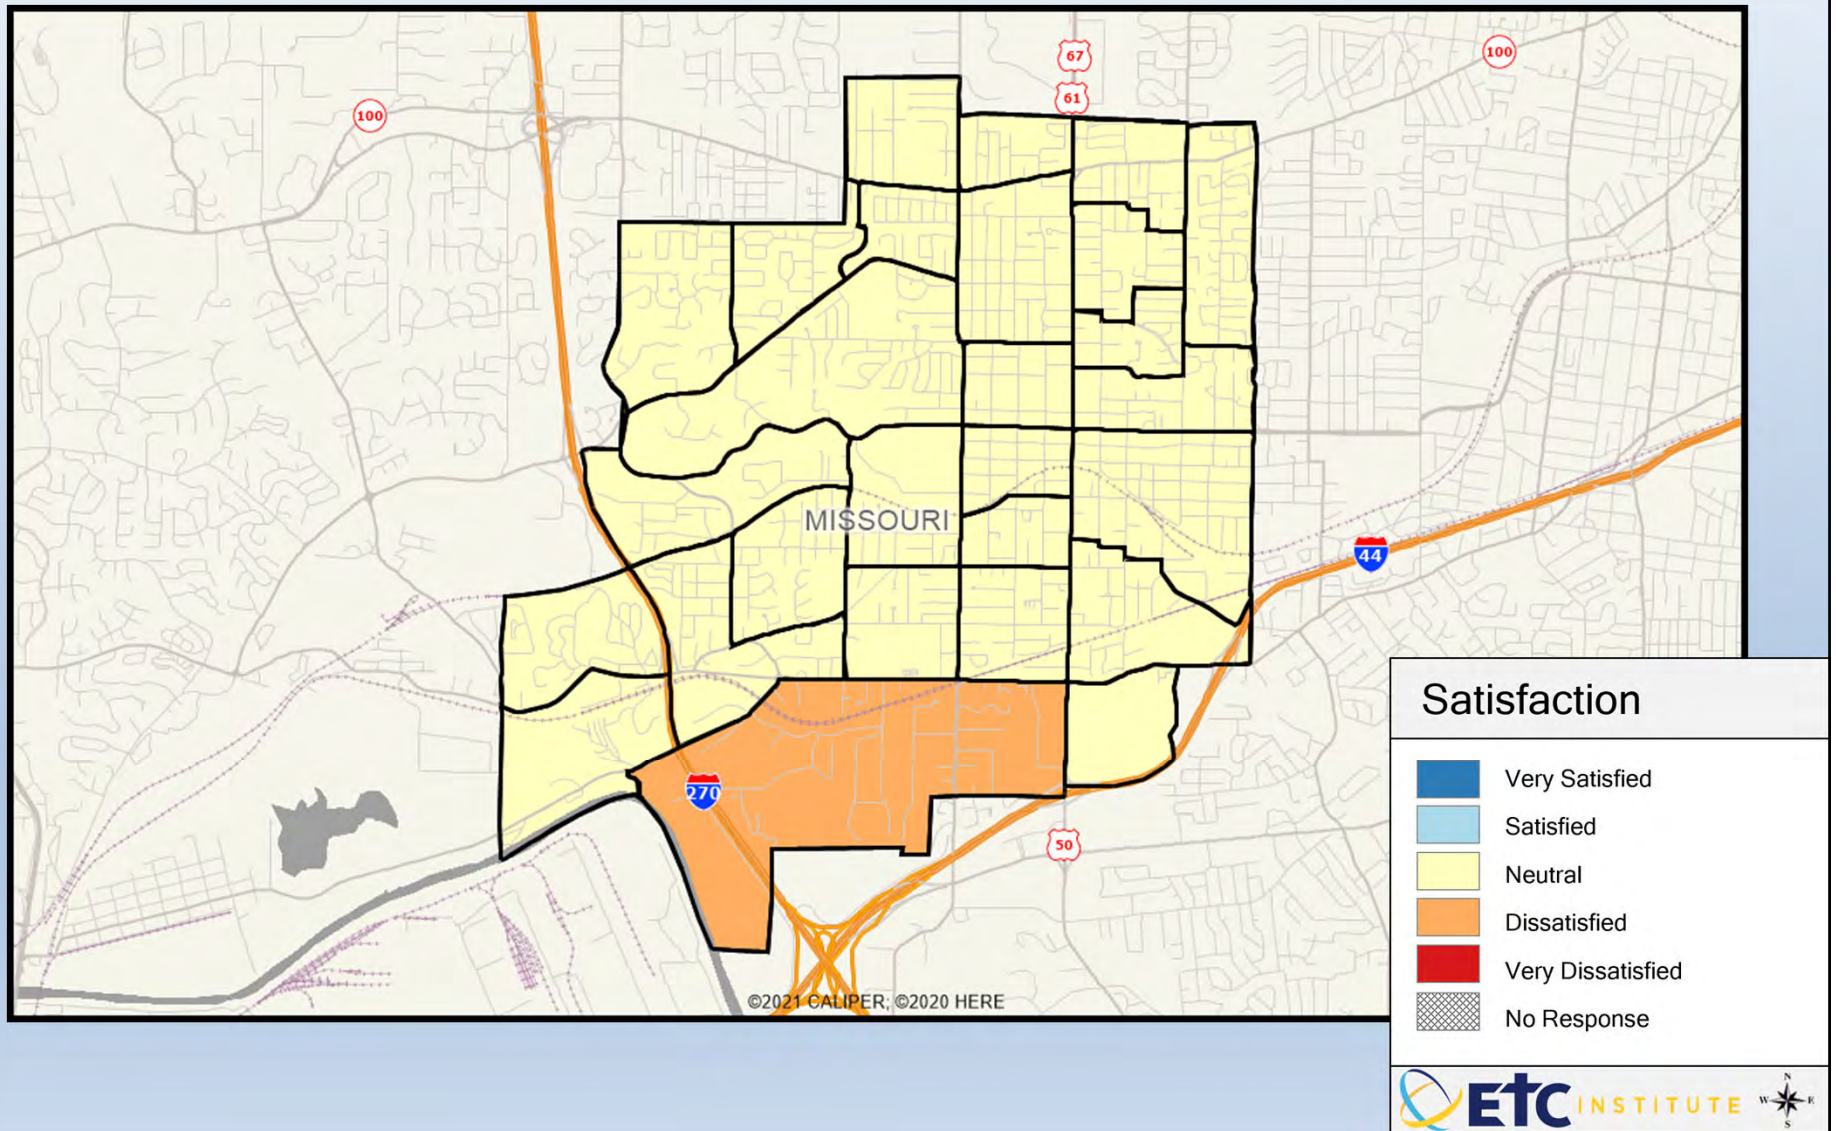 67
100
61
100
MISSOURI
44
270
50
©2021 CALIPER; ©2020 HERE
Satisfaction
Very Satisfied
Satisfied
Neutral
Dissatisfied
Very Dissatisfied
No Response
ETC INSTITUTE
N
W E
S